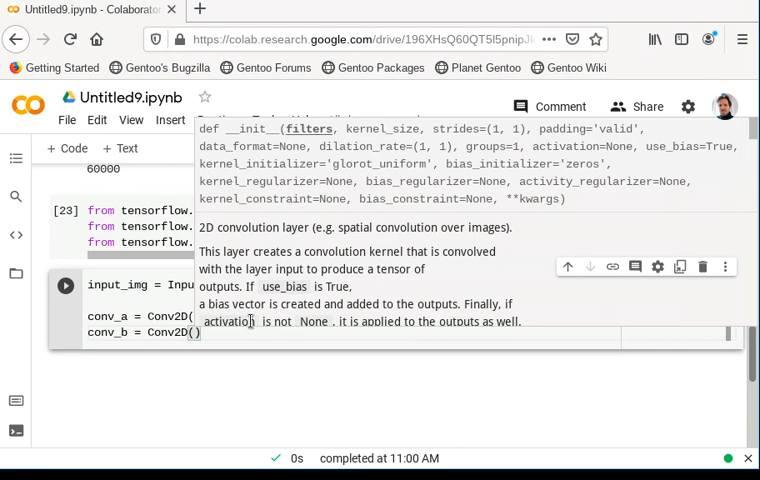 Untitled9.ipynb - Colaborator
https://colab.research.google.com/drive/196XHsQ60QT5l5pnipJ
Getting Started Gentoo's Bugzilla Gentoo Forums Gentoo Packages Planet Gentoo Gentoo Wiki
Untitled9.ipynb
Comment Share
File Edit View Insert
+ Code + Text
60000
def __init__(filters, kernel_size, strides=(1, 1), padding='valid',
data_format=None, dilation_rate=(1, 1), groups=1, activation=None, use_bias=True,
kernel_initializer='glorot_uniform', bias_initializer='zeros',
kernel_regularizer=None, bias_regularizer=None, activity_regularizer=None,
kernel_constraint=None, bias_constraint=None, **kwargs)
2D convolution layer (e.g. spatial convolution over images).
This layer creates a convolution kernel that is convolved
with the layer input to produce a tensor of
outputs. If use_bias is True,
a bias vector is created and added to the outputs. Finally, if
activation is not None, it is applied to the outputs as well.
[23] from tensorflow.
from tensorflow.
from tensorflow.
input_img = Inpu
conv_a = Conv2D(
conv_b = Conv2D()
0s completed at 11:00 AM